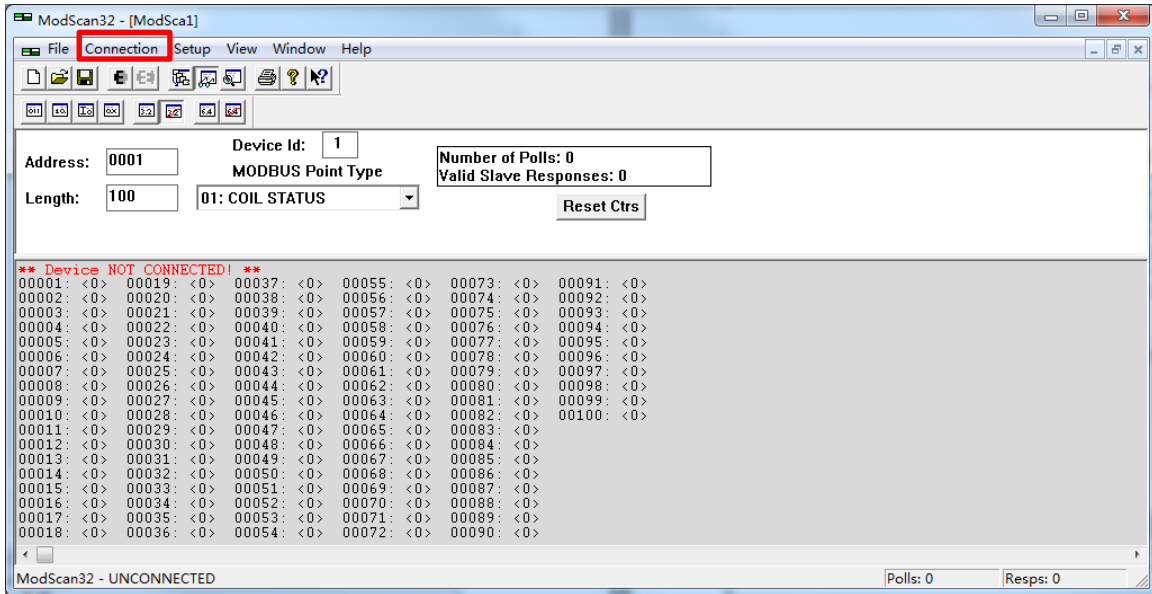 ModScan32 - [ModSca1]
File Connection Setup View Window Help
Device Id: 1
Address: 0001
MODBUS Point Type
Number of Polls: 0
Valid Slave Responses: 0
Length: 100
01: COIL STATUS
Reset Ctrs
** Device NOT CONNECTED! **
00001: <0> 00019: <0> 00037: <0> 00055: <0> 00073: <0> 00091: <0>
00002: <0> 00020: <0> 00038: <0> 00056: <0> 00074: <0> 00092: <0>
00003: <0> 00021: <0> 00039: <0> 00057: <0> 00075: <0> 00093: <0>
00004: <0> 00022: <0> 00040: <0> 00058: <0> 00076: <0> 00094: <0>
00005: <0> 00023: <0> 00041: <0> 00059: <0> 00077: <0> 00095: <0>
00006: <0> 00024: <0> 00042: <0> 00060: <0> 00078: <0> 00096: <0>
00007: <0> 00025: <0> 00043: <0> 00061: <0> 00079: <0> 00097: <0>
00008: <0> 00026: <0> 00044: <0> 00062: <0> 00080: <0> 00098: <0>
00009: <0> 00027: <0> 00045: <0> 00063: <0> 00081: <0> 00099: <0>
00010: <0> 00028: <0> 00046: <0> 00064: <0> 00082: <0> 00100: <0>
00011: <0> 00029: <0> 00047: <0> 00065: <0> 00083: <0>
00012: <0> 00030: <0> 00048: <0> 00066: <0> 00084: <0>
00013: <0> 00031: <0> 00049: <0> 00067: <0> 00085: <0>
00014: <0> 00032: <0> 00050: <0> 00068: <0> 00086: <0>
00015: <0> 00033: <0> 00051: <0> 00069: <0> 00087: <0>
00016: <0> 00034: <0> 00052: <0> 00070: <0> 00088: <0>
00017: <0> 00035: <0> 00053: <0> 00071: <0> 00089: <0>
00018: <0> 00036: <0> 00054: <0> 00072: <0> 00090: <0>
ModScan32 - UNCONNECTED
Polls: 0
Resps: 0